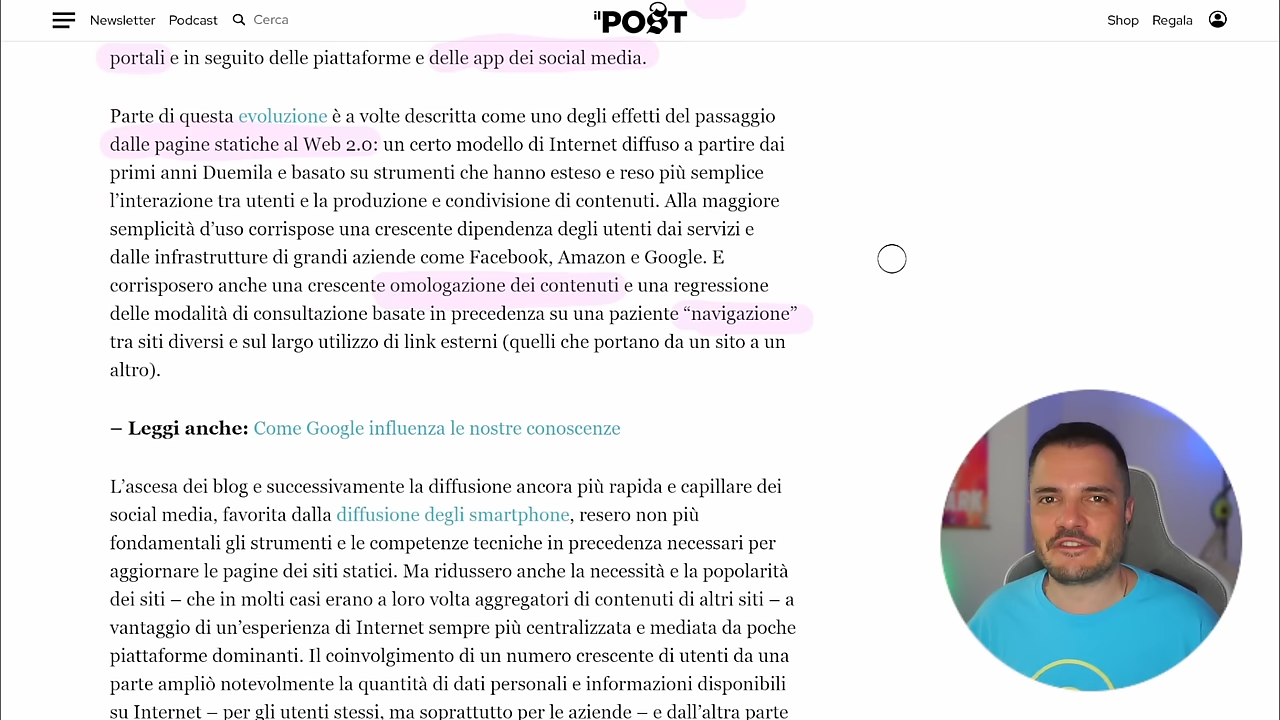 Newsletter Podcast Cerca
il POST
Shop Regala
portali e in seguito delle piattaforme e delle app dei social media.
Parte di questa evoluzione è a volte descritta come uno degli effetti del passaggio
dalle pagine statiche al Web 2.0: un certo modello di Internet diffuso a partire dai
primi anni Duemila e basato su strumenti che hanno esteso e reso più semplice
l’interazione tra utenti e la produzione e condivisione di contenuti. Alla maggiore
semplicità d’uso corrispose una crescente dipendenza degli utenti dai servizi e
dalle infrastrutture di grandi aziende come Facebook, Amazon e Google. E
corrisposero anche una crescente omologazione dei contenuti e una regressione
delle modalità di consultazione basate in precedenza su una paziente “navigazione”
tra siti diversi e sul largo utilizzo di link esterni (quelli che portano da un sito a un
altro).
– Leggi anche: Come Google influenza le nostre conoscenze
L’ascesa dei blog e successivamente la diffusione ancora più rapida e capillare dei
social media, favorita dalla diffusione degli smartphone, resero non più
fondamentali gli strumenti e le competenze tecniche in precedenza necessari per
aggiornare le pagine dei siti statici. Ma ridussero anche la necessità e la popolarità
dei siti – che in molti casi erano a loro volta aggregatori di contenuti di altri siti – a
vantaggio di un’esperienza di Internet sempre più centralizzata e mediata da poche
piattaforme dominanti. Il coinvolgimento di un numero crescente di utenti da una
parte ampliò notevolmente la quantità di dati personali e informazioni disponibili
su Internet – per gli utenti stessi, ma soprattutto per le aziende – e dall’altra parte